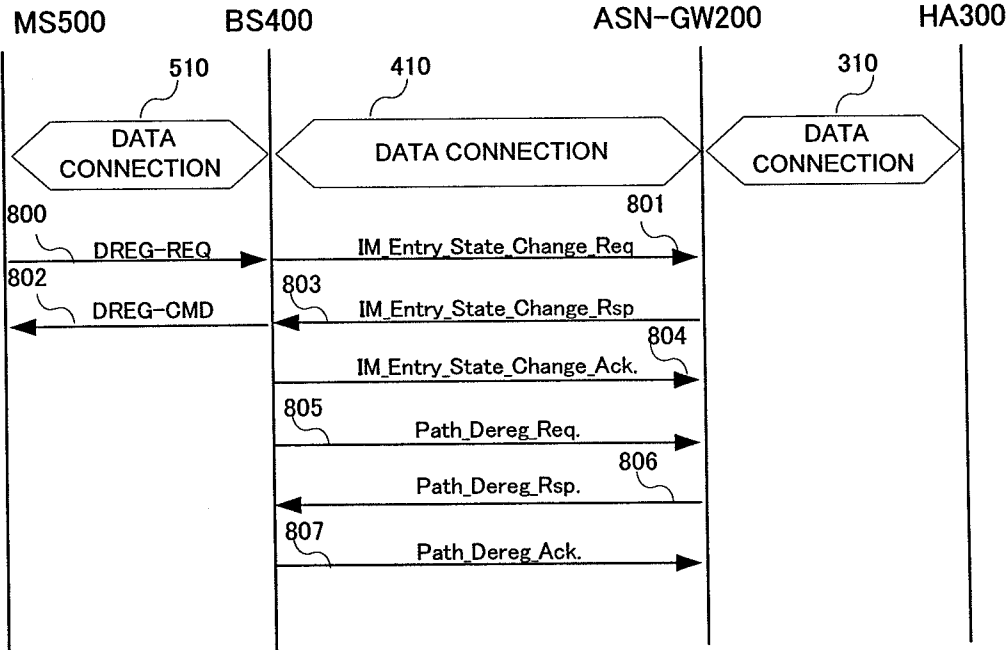 MS500 BS400 ASN-GW200 HA300
510 410 310
DATA CONNECTION
DATA CONNECTION
DATA CONNECTION
800 801
DREG-REQ IM_Entry_State_Change_Req
802 803
DREG-CMD IM_Entry_State_Change_Rsp
804
IM_Entry_State_Change_Ack.
805
Path_Dereg_Req.
806
Path_Dereg_Rsp.
807
Path_Dereg_Ack.